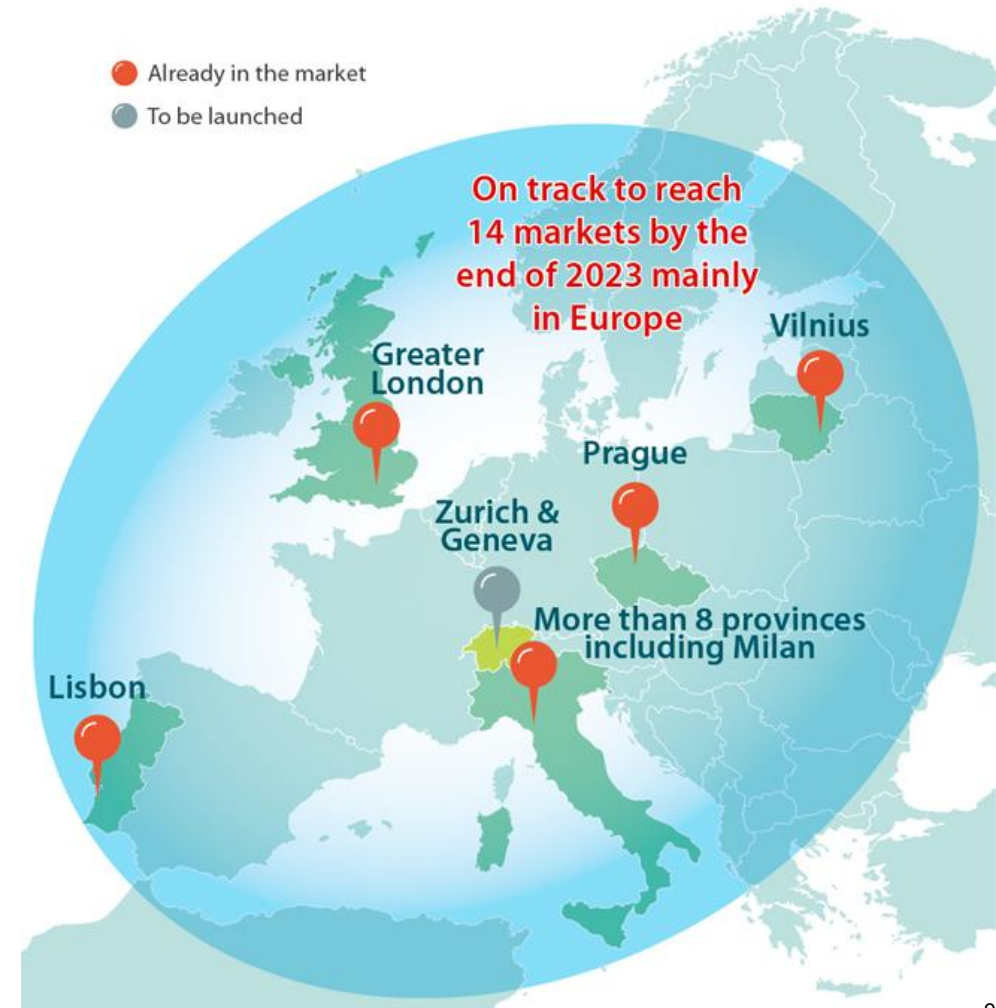 Already in the market
To be launched
On track to reach
14 markets by the
end of 2023 mainly
in Europe
Vilnius
Greater
London
Prague
Zurich &
Geneva
More than 8 provinces
including Milan
Lisbon